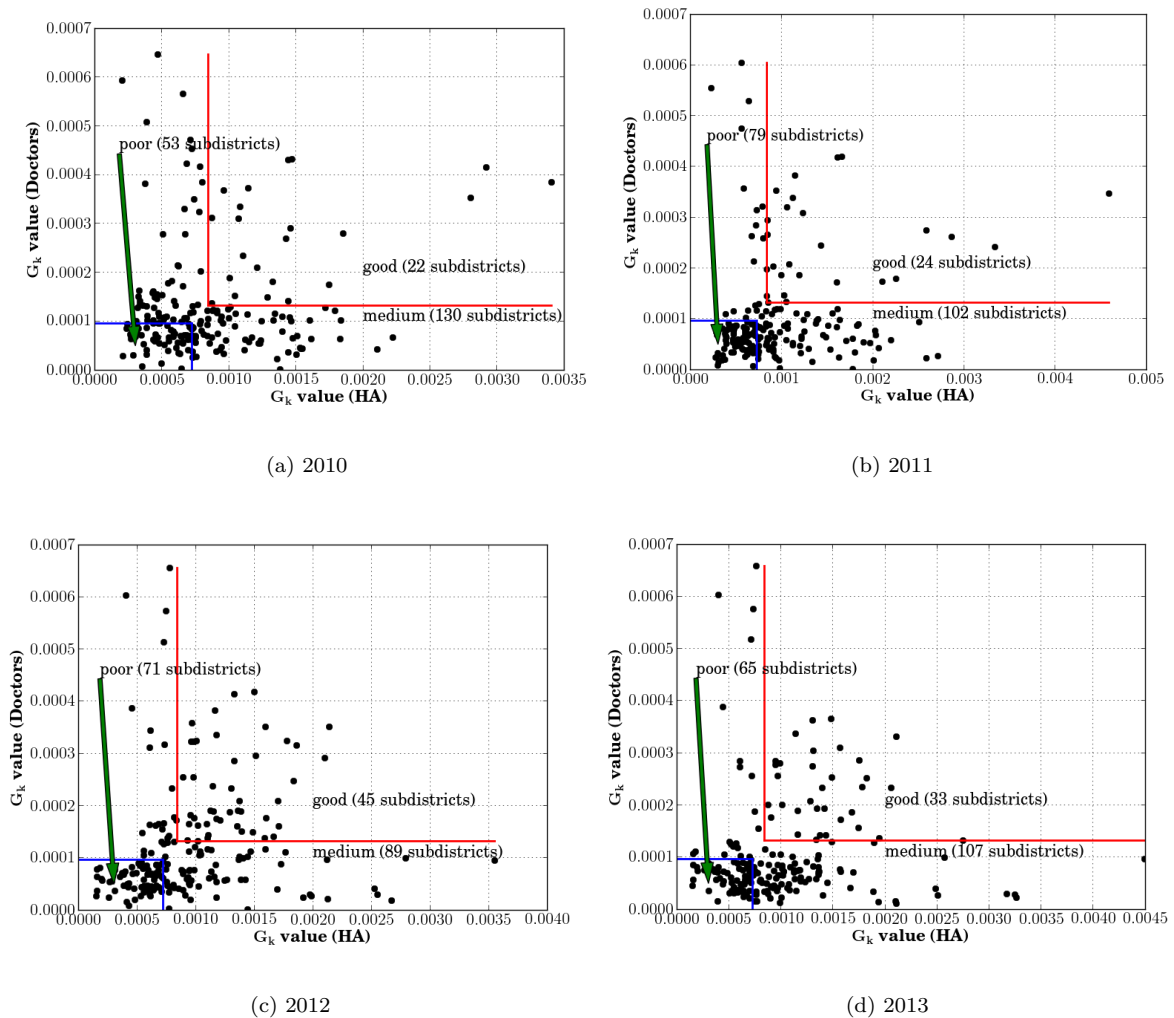 0.0007
0.0006
0.0005
0.0004
0.0003
0.0002
0.0001
0.0000
Gk value (Doctors)
poor (53 subdistricts)
good (22 subdistricts)
medium (130 subdistricts)
0.0000 0.0005 0.0010 0.0015 0.0020 0.0025 0.0030 0.0035
Gk value (HA)
(a) 2010
0.0007
0.0006
0.0005
0.0004
0.0003
0.0002
0.0001
0.0000
Gk value (Doctors)
poor (79 subdistricts)
good (24 subdistricts)
medium (102 subdistricts)
0.000 0.001 0.002 0.003 0.004 0.005
Gk value (HA)
(b) 2011
0.0007
0.0006
0.0005
0.0004
0.0003
0.0002
0.0001
0.0000
Gk value (Doctors)
poor (71 subdistricts)
good (45 subdistricts)
medium (89 subdistricts)
0.0000 0.0005 0.0010 0.0015 0.0020 0.0025 0.0030 0.0035 0.0040
Gk value (HA)
(c) 2012
0.0007
0.0006
0.0005
0.0004
0.0003
0.0002
0.0001
0.0000
Gk value (Doctors)
poor (65 subdistricts)
good (33 subdistricts)
medium (107 subdistricts)
0.0000 0.0005 0.0010 0.0015 0.0020 0.0025 0.0030 0.0035 0.0040 0.0045
Gk value (HA)
(d) 2013